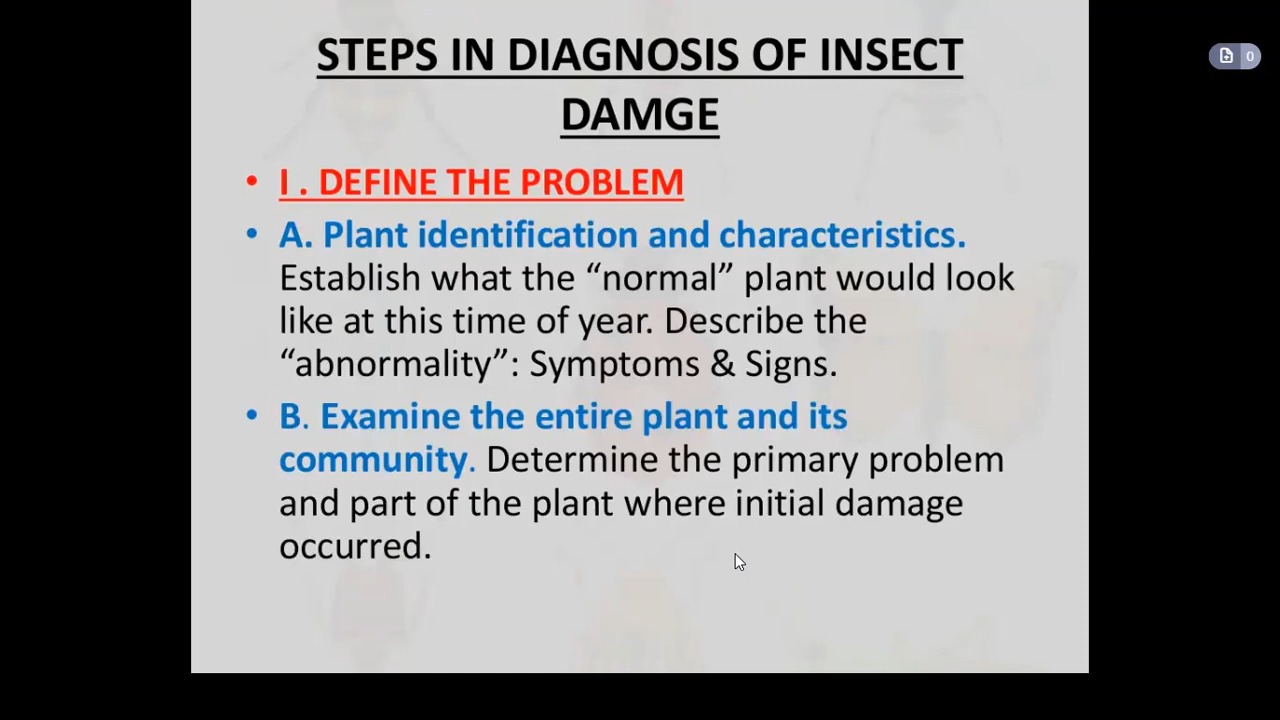 STEPS IN DIAGNOSIS OF INSECT
DAMGE
• I . DEFINE THE PROBLEM
• A. Plant identification and characteristics.
Establish what the “normal” plant would look
like at this time of year. Describe the
“abnormality”: Symptoms & Signs.
• B. Examine the entire plant and its
community. Determine the primary problem
and part of the plant where initial damage
occurred.
0